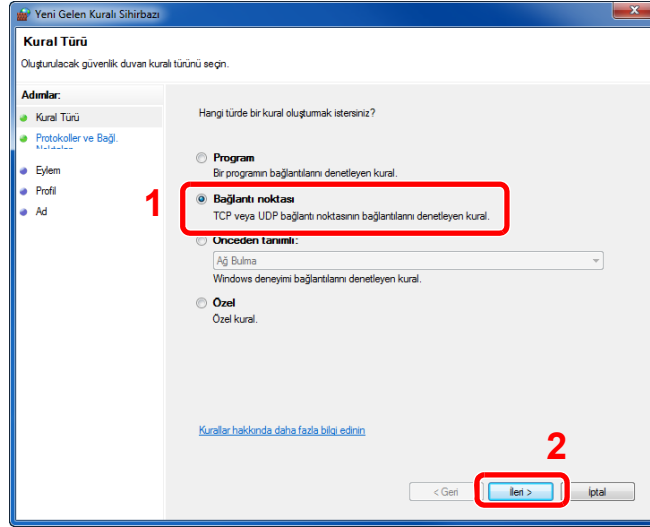 Yeni Gelen Kuralı Sihirbazı
Kural Türü
Oluşturulacak güvenlik duvarı kuralı türünü seçin.
Adımlar:
Kural Türü
Protokoller ve Bağl.
Eylem
Profil
Ad
Hangi türde bir kural oluşturmak istersiniz?
Program
Bir programın bağlantılarını denetleyen kural.
1
Bağlantı noktası
TCP veya UDP bağlantı noktasının bağlantılarını denetleyen kural.
Önceden tanımlı:
Ağ Bulma
Windows deneyimi bağlantılarını denetleyen kural.
Özel
Özel kural.
Kurallar hakkında daha fazla bilgi edinin
2
< Geri
İleri >
İptal